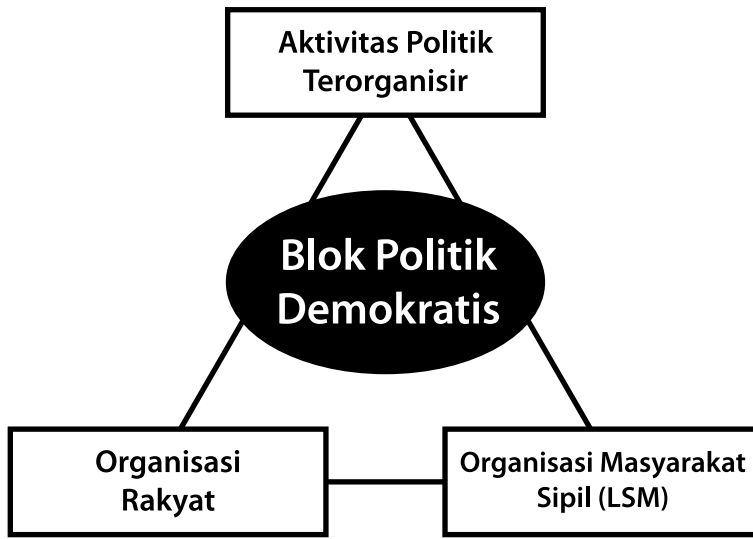 Aktivitas Politik
Terorganisir
Blok Politik
Demokratis
Organisasi
Rakyat
Organisasi Masyarakat
Sipil (LSM)